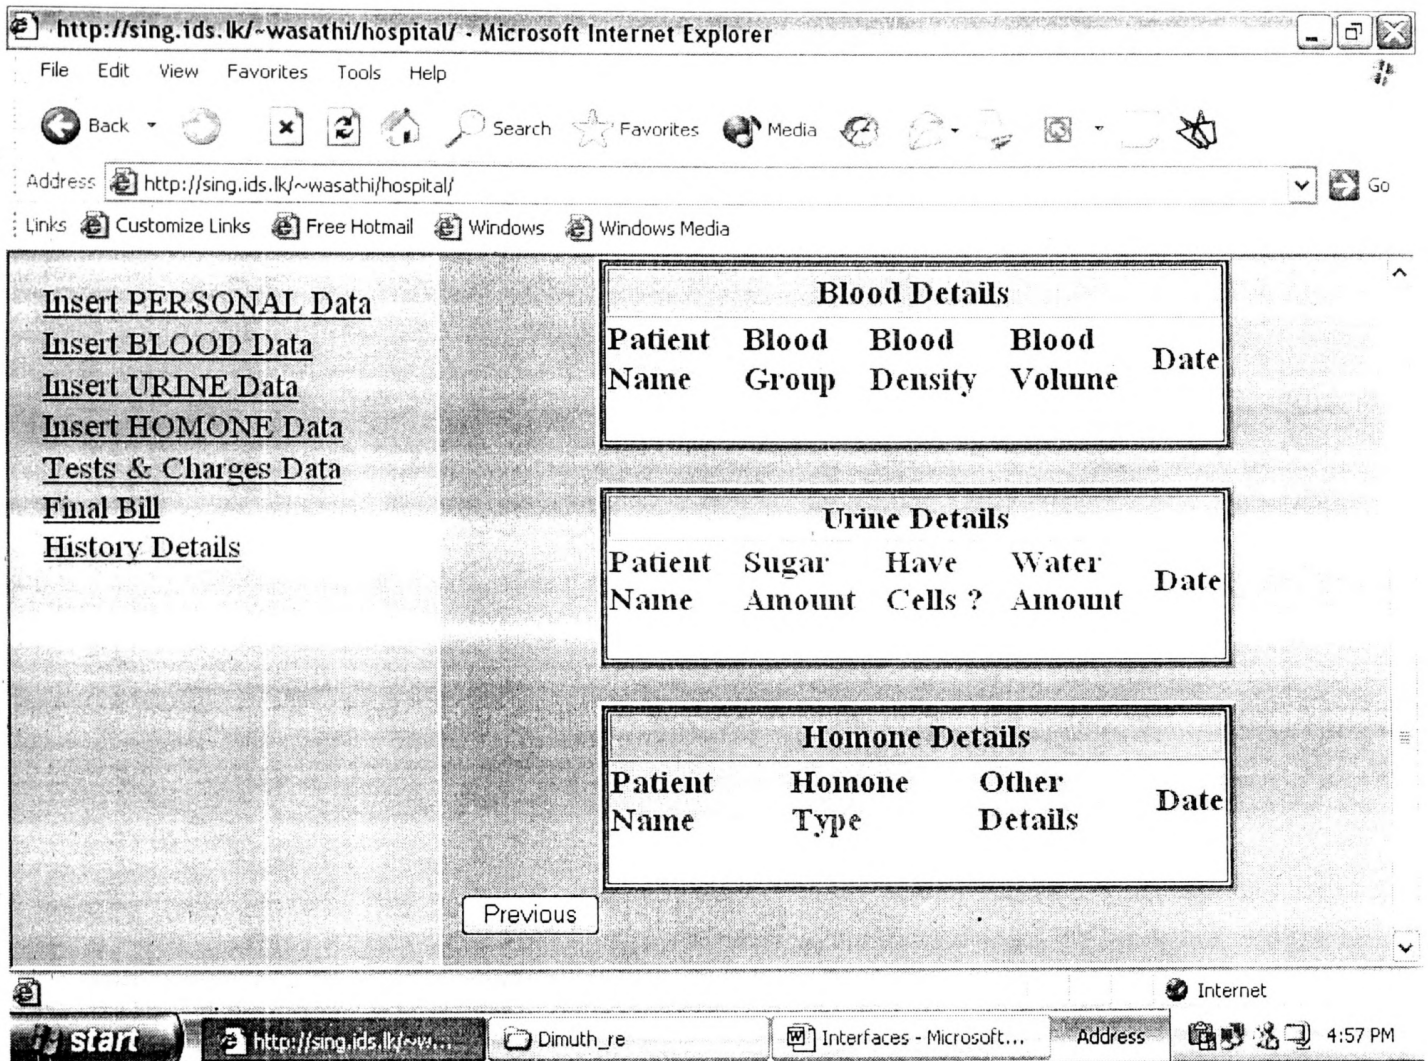 http://sing.ids.lk/~wasathi/hospital/ - Microsoft Internet Explorer
File Edit View Favorites Tools Help
Back Search Favorites Media
Address http://sing.ids.lk/~wasathi/hospital/ Go
Links Customize Links Free Hotmail Windows Windows Media
Insert PERSONAL Data
Insert BLOOD Data
Insert URINE Data
Insert HOMONE Data
Tests & Charges Data
Final Bill
History Details
Blood Details
Patient Name Blood Group Blood Density Blood Volume Date
Urine Details
Patient Name Sugar Amount Have Cells ? Water Amount Date
Homone Details
Patient Name Homone Type Other Details Date
Previous
Internet
start http://sing.ids.lk/~w... Dimuth_re Interfaces - Microsoft... Address 4:57 PM